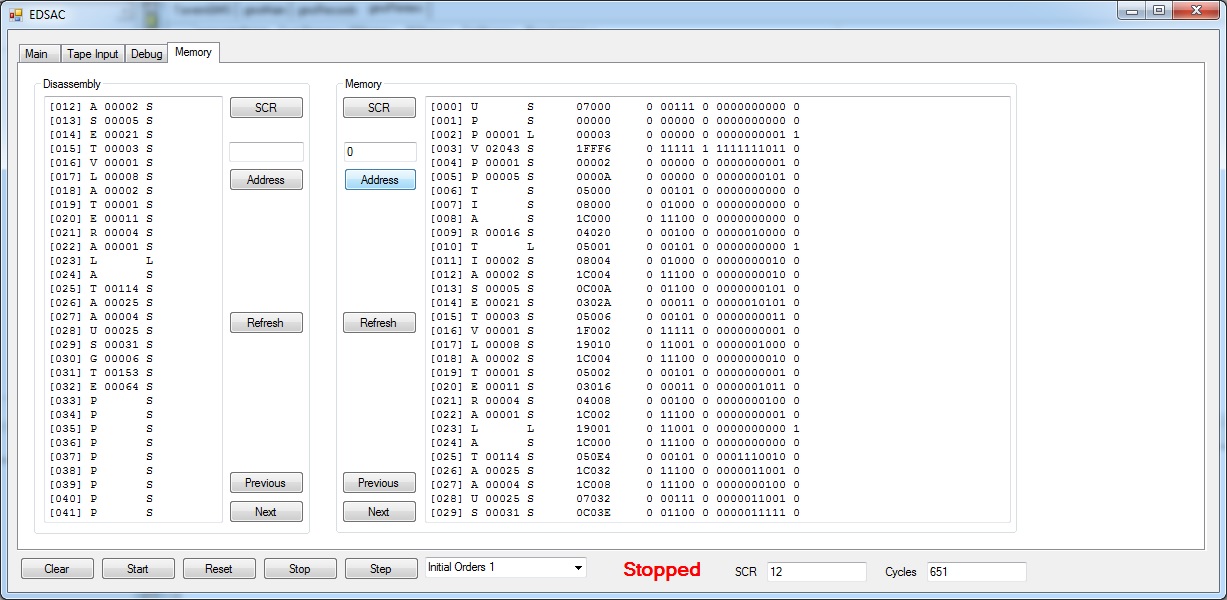 EDSAC
Main Tape Input Debug Memory
Disassembly
[012] A 00002 S
[013] S 00005 S
[014] E 00021 S
[015] T 00003 S
[016] V 00001 S
[017] L 00008 S
[018] A 00002 S
[019] T 00001 S
[020] E 00011 S
[021] R 00004 S
[022] A 00001 S
[023] L L
[024] A S
[025] T 00114 S
[026] A 00025 S
[027] A 00004 S
[028] U 00025 S
[029] S 00031 S
[030] G 00006 S
[031] T 00153 S
[032] E 00064 S
[033] P S
[034] P S
[035] P S
[036] P S
[037] P S
[038] P S
[039] P S
[040] P S
[041] P S
SCR
Address
Refresh
Previous
Next
Memory
SCR
0
Address
Refresh
Previous
Next
[000] U S 07000 0 00111 0 0000000000 0
[001] P S 00000 0 00000 0 0000000000 0
[002] P 00001 L 00003 0 00000 0 0000000001 1
[003] V 02043 S 1FFF6 0 11111 1 1111111011 0
[004] P 00001 S 00002 0 00000 0 0000000001 0
[005] P 00005 S 0000A 0 00000 0 0000000101 0
[006] T S 05000 0 00101 0 0000000000 0
[007] I S 08000 0 01000 0 0000000000 0
[008] A S 1C000 0 11100 0 0000000000 0
[009] R 00016 S 04020 0 00100 0 0000010000 0
[010] T L 05001 0 00101 0 0000000000 1
[011] I 00002 S 08004 0 01000 0 0000000010 0
[012] A 00002 S 1C004 0 11100 0 0000000010 0
[013] S 00005 S 0C00A 0 01100 0 0000000101 0
[014] E 00021 S 0302A 0 00011 0 0000010101 0
[015] T 00003 S 05006 0 00101 0 0000000011 0
[016] V 00001 S 1F002 0 11111 0 0000000001 0
[017] L 00008 S 19010 0 11001 0 0000001000 0
[018] A 00002 S 1C004 0 11100 0 0000000010 0
[019] T 00001 S 05002 0 00101 0 0000000001 0
[020] E 00011 S 03016 0 00011 0 0000001011 0
[021] R 00004 S 04008 0 00100 0 0000000100 0
[022] A 00001 S 1C002 0 11100 0 0000000001 0
[023] L L 19001 0 11001 0 0000000000 1
[024] A S 1C000 0 11100 0 0000000000 0
[025] T 00114 S 050E4 0 00101 0 0001110010 0
[026] A 00025 S 1C032 0 11100 0 0000011001 0
[027] A 00004 S 1C008 0 11100 0 0000000100 0
[028] U 00025 S 07032 0 00111 0 0000011001 0
[029] S 00031 S 0C03E 0 01100 0 0000011111 0
Clear Start Reset Stop Step Initial Orders 1 Stopped SCR 12 Cycles 651